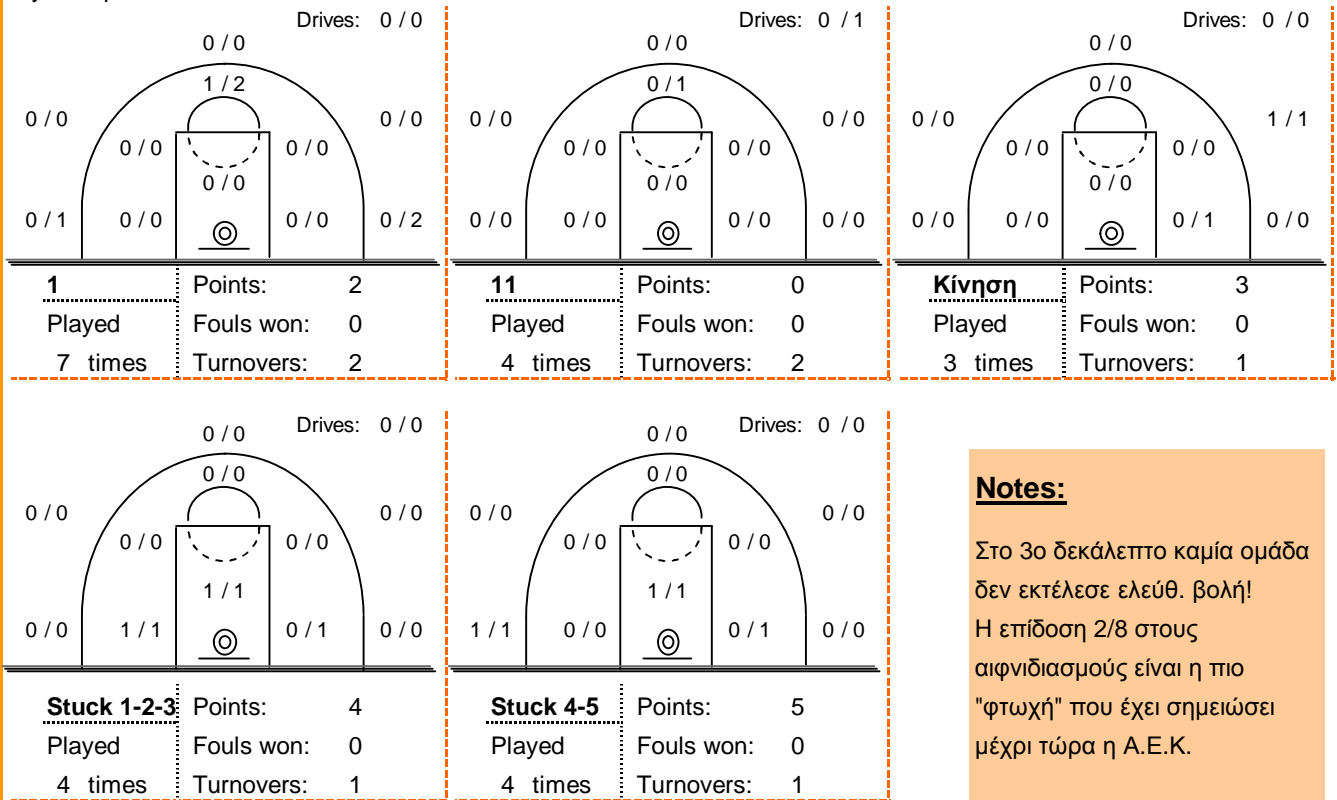 Drives: 0 / 0
0 / 0
1 / 2
0 / 0 0 / 0
0 / 0 0 / 0
0 / 0
0 / 1 0 / 0 0 / 0 0 / 2
1 Points: 2
Played Fouls won: 0
7 times Turnovers: 2
Drives: 0 / 1
0 / 0
0 / 1
0 / 0 0 / 0
0 / 0 0 / 0
0 / 0
0 / 0 0 / 0 0 / 0 0 / 0
11 Points: 0
Played Fouls won: 0
4 times Turnovers: 2
Drives: 0 / 0
0 / 0
0 / 0
0 / 0 1 / 1
0 / 0 0 / 0
0 / 0
0 / 0 0 / 0 0 / 1 0 / 0
Κίνηση Points: 3
Played Fouls won: 0
3 times Turnovers: 1
Drives: 0 / 0
0 / 0
0 / 0
0 / 0 0 / 0
0 / 0 0 / 0
1 / 1
0 / 0 1 / 1 0 / 1 0 / 0
Stuck 1-2-3 Points: 4
Played Fouls won: 0
4 times Turnovers: 1
Drives: 0 / 0
0 / 0
0 / 0
0 / 0 0 / 0
0 / 0 0 / 0
1 / 1
1 / 1 0 / 0 0 / 1 0 / 0
Stuck 4-5 Points: 5
Played Fouls won: 0
4 times Turnovers: 1
Notes:
Στο 3ο δεκάλεπτο καμία ομάδα
δεν εκτέλεσε ελεύθ. βολή!
Η επίδοση 2/8 στους
αιφνιδιασμούς είναι η πιο
"φτωχή" που έχει σημειώσει
μέχρι τώρα η Α.Ε.Κ.